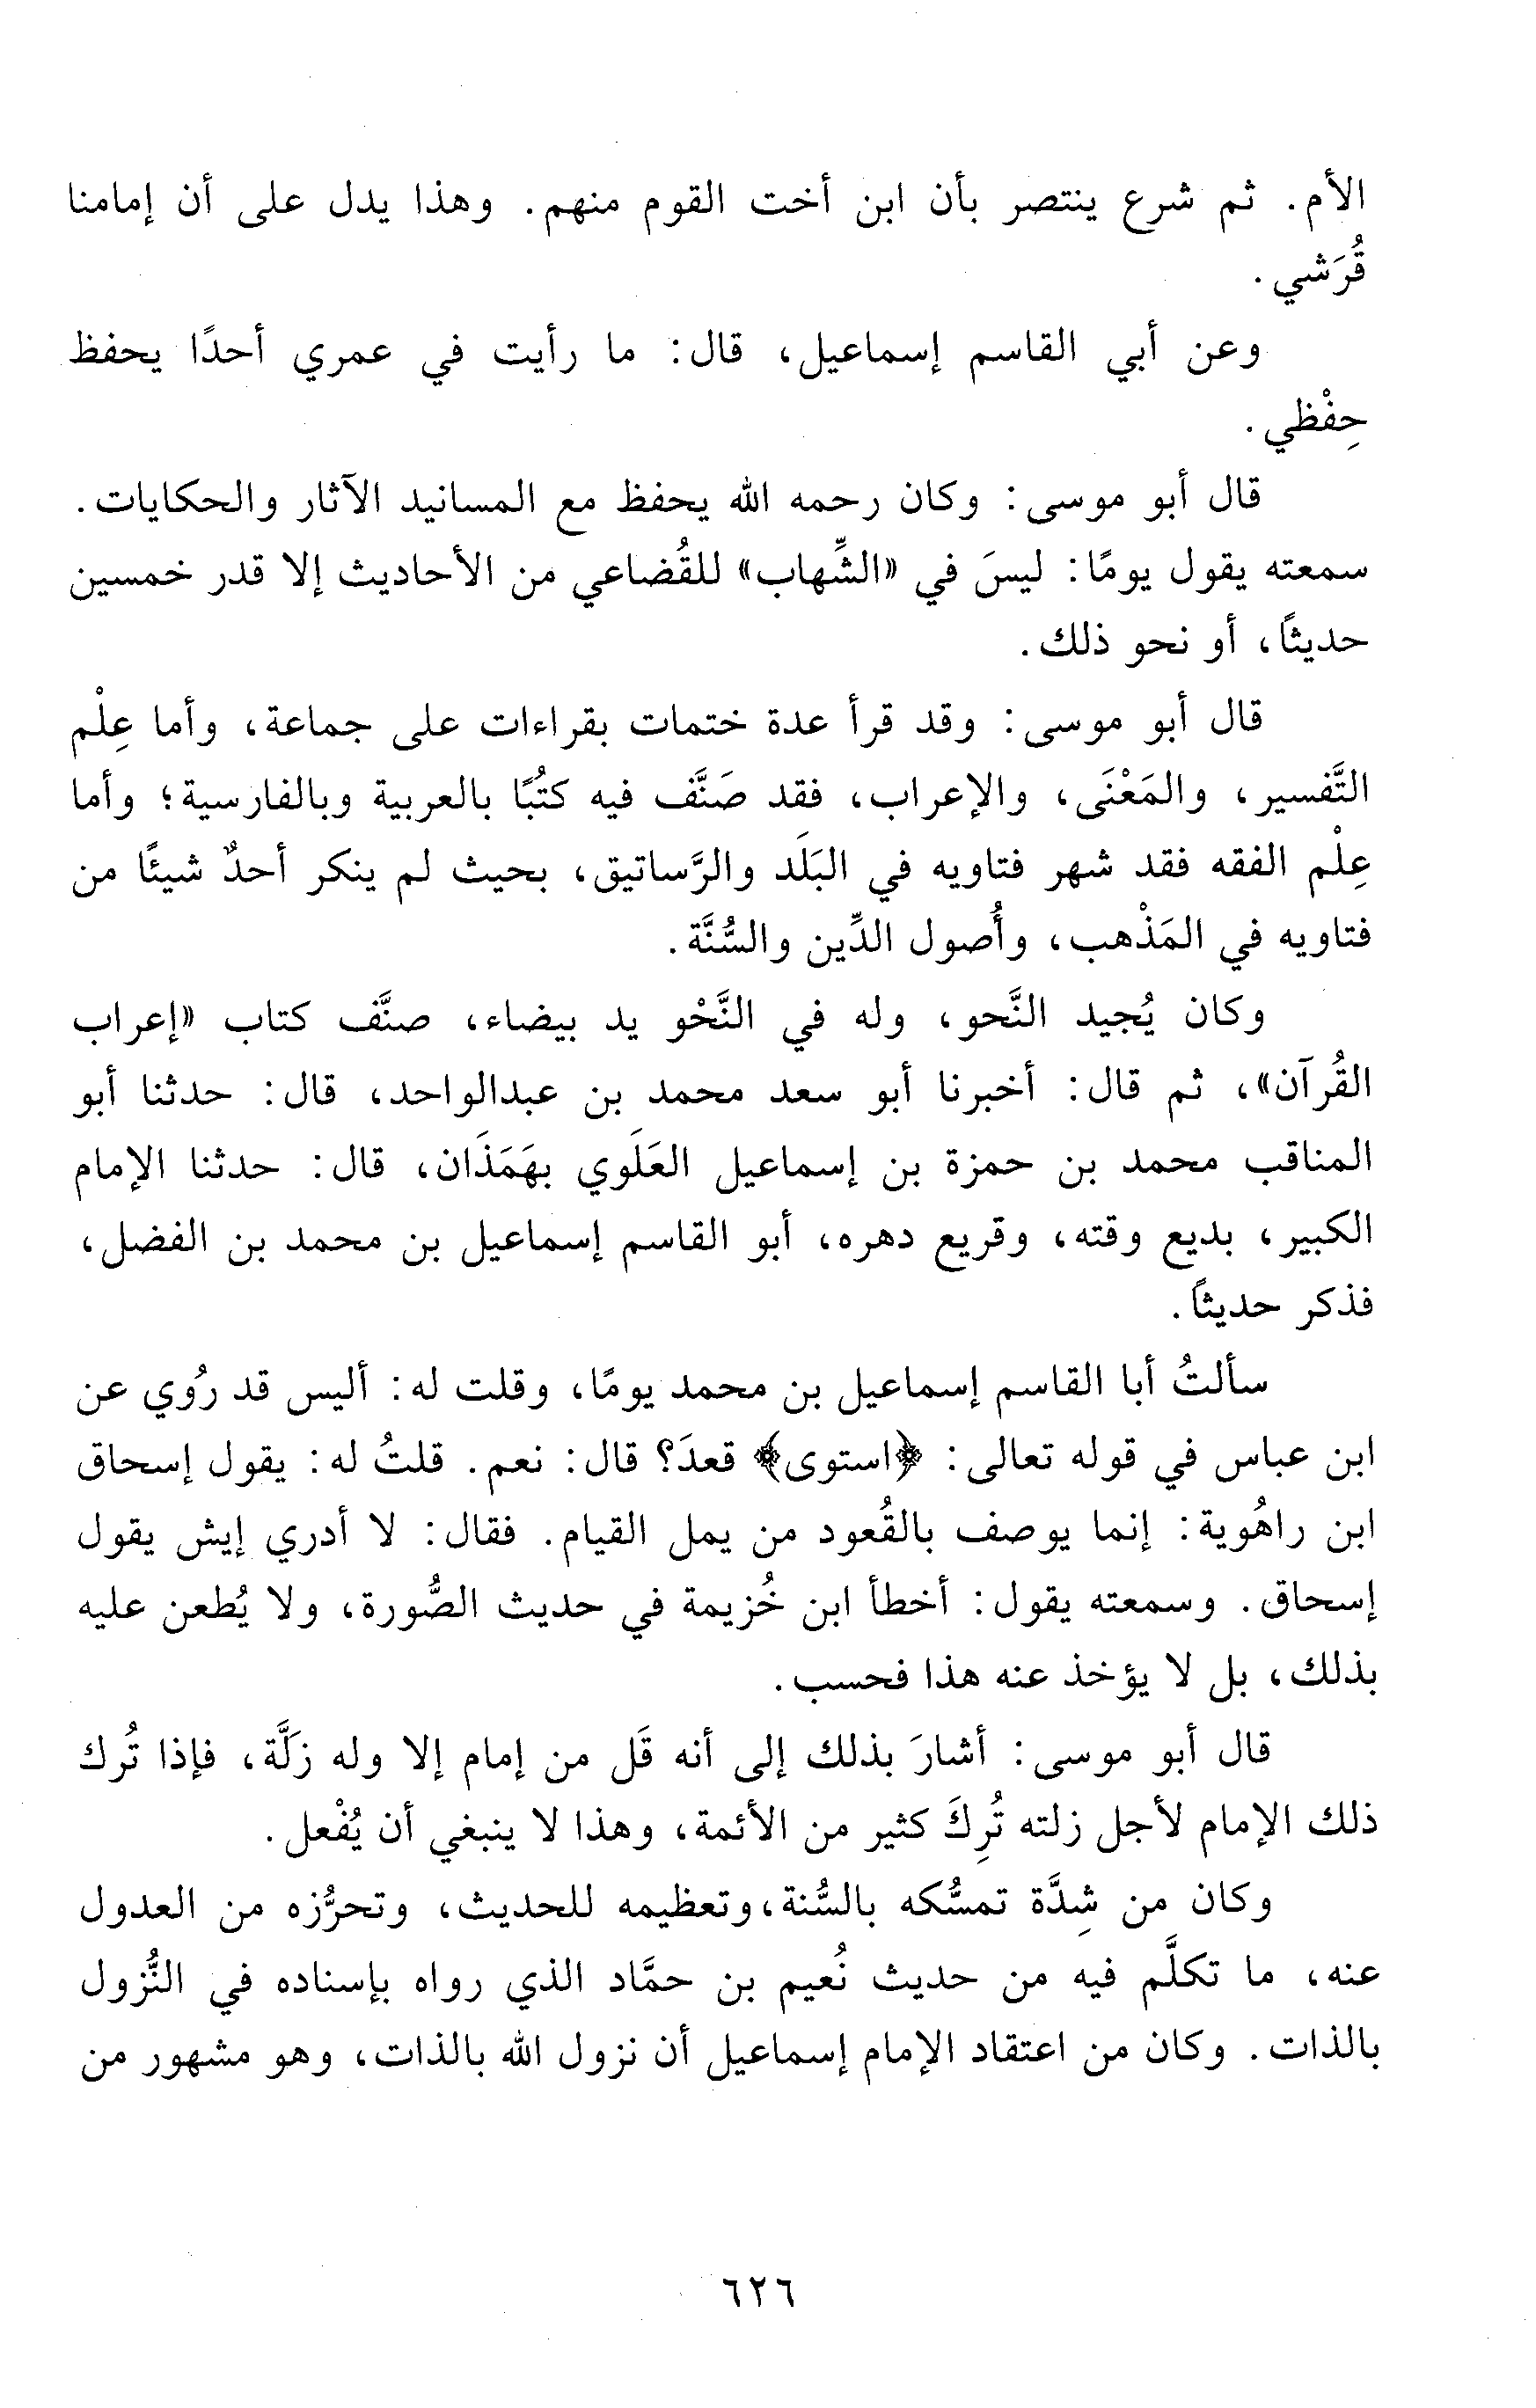 الأم. ثم شرع ينتصر بأن ابن أخت القوم منهم. وهذا يدل على أن إمامنا
قُرَشي.
وعن أبي القاسم إسماعيل، قال: ما رأيت في عمري أحدًا يحفظ
حِفْظي.
قال أبو موسى: وكان رحمه الله يحفظ مع المسانيد الآثار والحكايات.
سمعته يقول يومًا: ليسَ في «الشِّهاب» للقُضاعي من الأحاديث إلا قدر خمسين
حديثًا، أو نحو ذلك.
قال أبو موسى: وقد قرأ عدة ختمات بقراءات على جماعة، وأما عِلْم
التَّفسير، والمَعْنَى، والإعراب، فقد صَنَّف فيه كتُبًا بالعربية وبالفارسية؛ وأما
عِلْم الفقه فقد شهر فتاويه في البَلَد والرَّساتيق، بحيث لم ينكر أحدٌ شيئًا من
فتاويه في المَذْهب، وأُصول الدِّين والسُّنَّة.
وكان يُجيد النَّحو، وله في النَّحْو يد بيضاء، صنَّف كتاب «إعراب
القُرآن»، ثم قال: أخبرنا أبو سعد محمد بن عبدالواحد، قال: حدثنا أبو
المناقب محمد بن حمزة بن إسماعيل العَلَوي بهَمَذَان، قال: حدثنا الإمام
الكبير، بديع وقته، وقريع دهره، أبو القاسم إسماعيل بن محمد بن الفضل،
فذكر حديثًا.
سألتُ أبا القاسم إسماعيل بن محمد يومًا، وقلت له: أليس قد رُوي عن
ابن عباس في قوله تعالى: ﴿استوى﴾ قعدَ؟ قال: نعم. قلتُ له: يقول إسحاق
ابن راهُوية: إنما يوصف بالقُعود من يمل القيام. فقال: لا أدري إيش يقول
إسحاق. وسمعته يقول: أخطأ ابن خُزيمة في حديث الصُّورة، ولا يُطعن عليه
بذلك، بل لا يؤخذ عنه هذا فحسب.
قال أبو موسى: أشارَ بذلك إلى أنه قَل من إمام إلا وله زَلَّة، فإذا تُرك
ذلك الإمام لأجل زلته تُرِكَ كثير من الأئمة، وهذا لا ينبغي أن يُفْعل.
وكان من شِدَّة تمسُّكه بالسُّنة، وتعظيمه للحديث، وتحرُّزه من العدول
عنه، ما تكلَّم فيه من حديث نُعيم بن حمَّاد الذي رواه بإسناده في النُّزول
بالذات. وكان من اعتقاد الإمام إسماعيل أن نزول الله بالذات، وهو مشهور من
٦٢٦